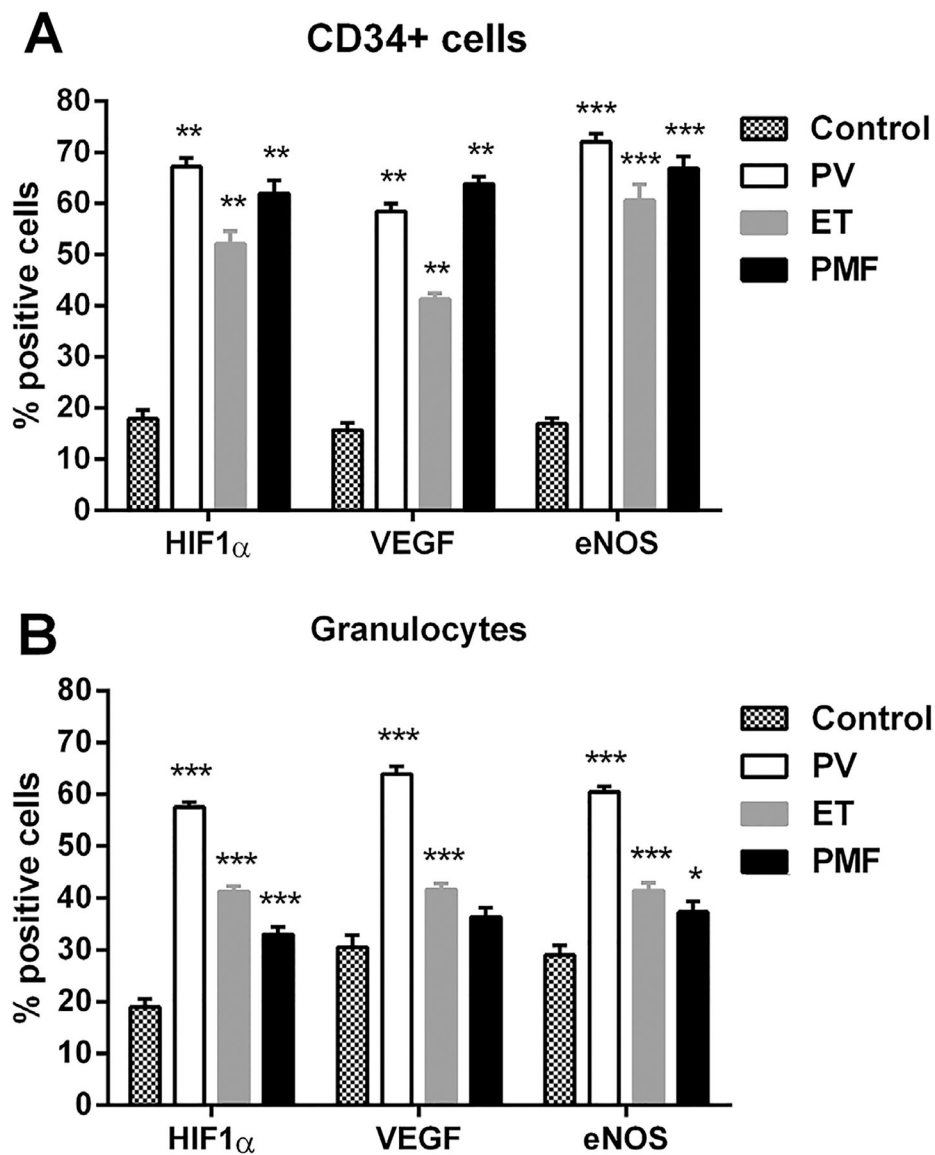 A
CD34+ cells
% positive cells
80
70
60
50
40
30
20
10
0
** ** ** ** ** ** *** *** ***
HIF1α VEGF eNOS
Control
PV
ET
PMF
B
Granulocytes
% positive cells
80
70
60
50
40
30
20
10
0
*** *** *** *** *** *** *** *
HIF1α VEGF eNOS
Control
PV
ET
PMF